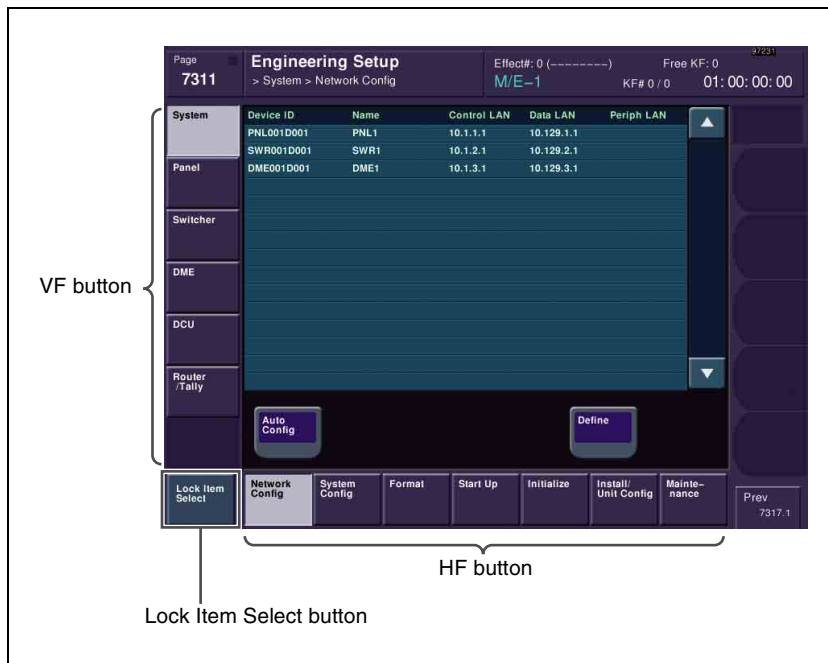 97231
Page
7311
Engineering Setup
> System > Network Config
Effect#: 0 (--------)
Free KF: 0
M/E-1
KF# 0 / 0
01: 00: 00: 00
System
Panel
Switcher
DME
DCU
Router
/Tally
Device ID Name Control LAN Data LAN Periph LAN
PNL001D001 PNL1 10.1.1.1 10.129.1.1
SWR001D001 SWR1 10.1.2.1 10.129.2.1
DME001D001 DME1 10.1.3.1 10.129.3.1
VF button
Auto
Config
Define
Lock Item
Select
Network
Config
System
Config
Format
Start Up
Initialize
Install/
Unit Config
Mainte-
nance
Prev
7317.1
HF button
Lock Item Select button